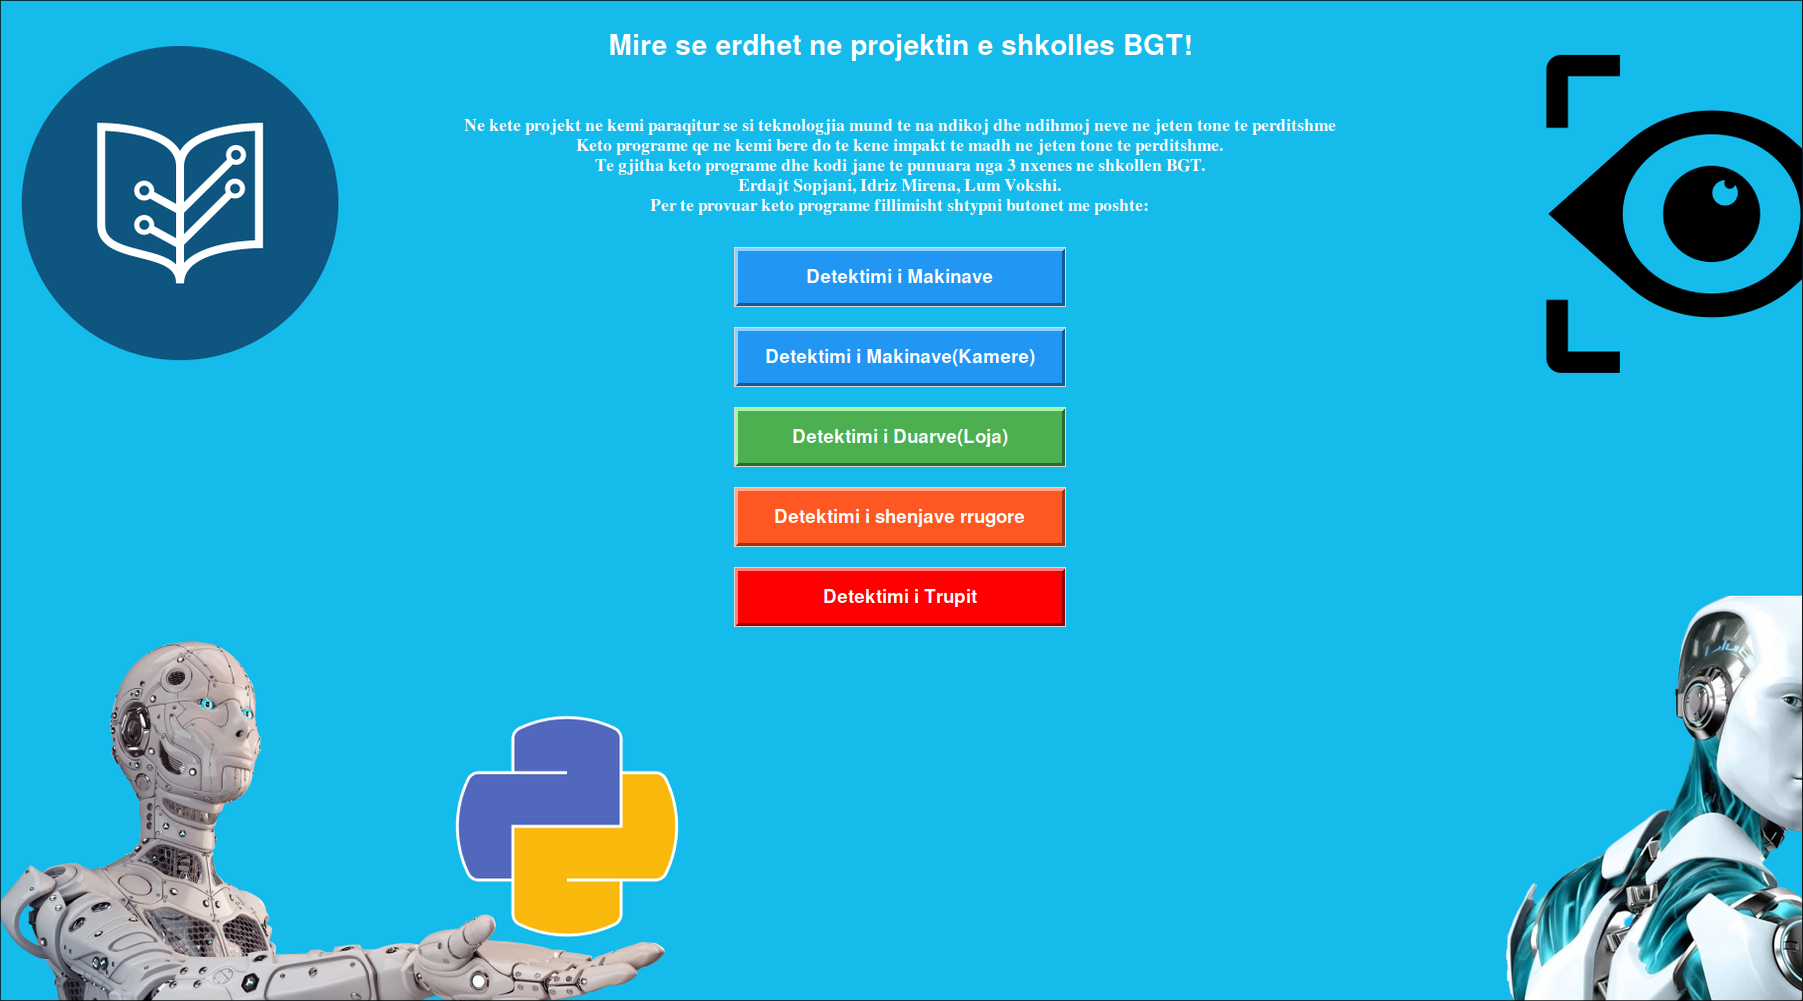 Mire se erdhet ne projektin e shkolles BGT!
Ne kete projekt ne kemi paraqitur se si teknologjia mund te na ndikoj dhe ndihmoj neve ne jeten tone te perditshme
Keto programe qe ne kemi bere do te kene impakt te madh ne jeten tone te perditshme.
Te gjitha keto programe dhe kodi jane te punuara nga 3 nxenes ne shkollen BGT.
Erdajt Sopjani, Idriz Mirena, Lum Vokshi.
Per te provuar keto programe fillimisht shtypni butonet me poshte:
Detektimi i Makinave
Detektimi i Makinave(Kamere)
Detektimi i Duarve(Loja)
Detektimi i shenjave rrugore
Detektimi i Trupit